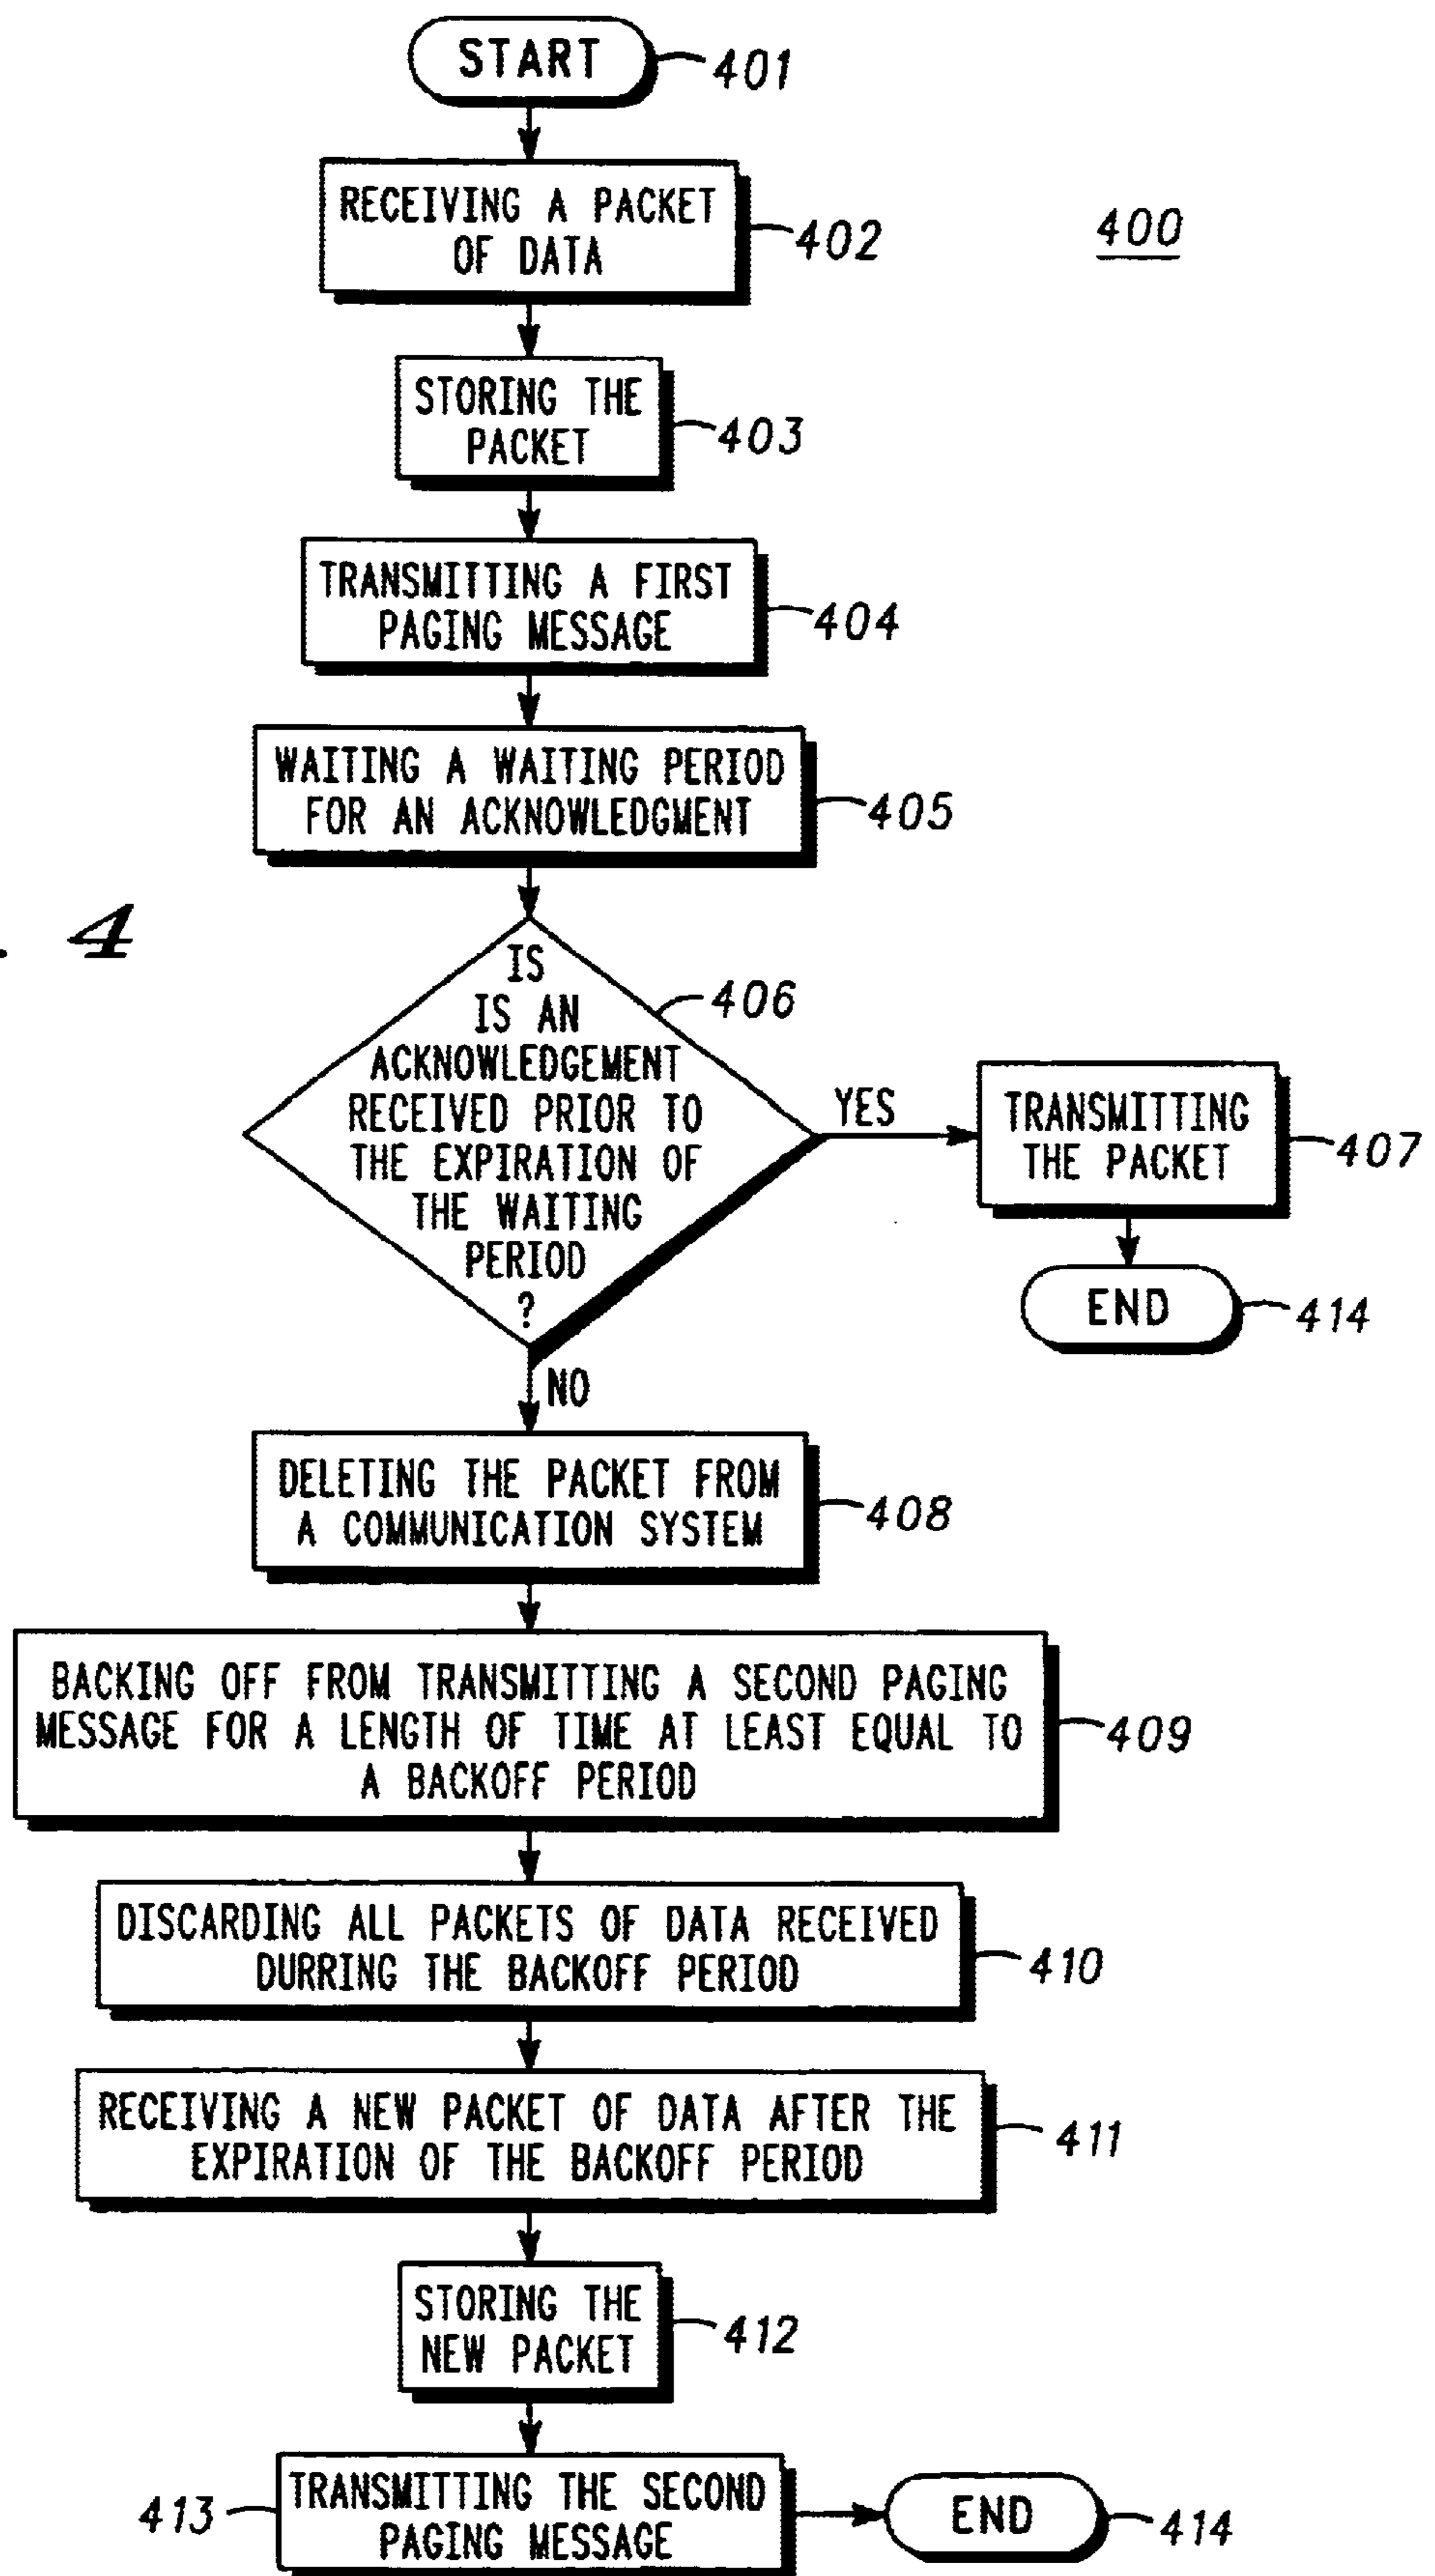 START
401
RECEIVING A PACKET
OF DATA
402
400
STORING THE
PACKET
403
TRANSMITTING A FIRST
PAGING MESSAGE
404
WAITING A WAITING PERIOD
FOR AN ACKNOWLEDGMENT
405
. 4
IS
IS AN
ACKNOWLEDGEMENT
RECEIVED PRIOR TO
THE EXPIRATION OF
THE WAITING
PERIOD
?
406
YES
TRANSMITTING
THE PACKET
407
END
414
NO
DELETING THE PACKET FROM
A COMMUNICATION SYSTEM
408
BACKING OFF FROM TRANSMITTING A SECOND PAGING
MESSAGE FOR A LENGTH OF TIME AT LEAST EQUAL TO
A BACKOFF PERIOD
409
DISCARDING ALL PACKETS OF DATA RECEIVED
DURRING THE BACKOFF PERIOD
410
RECEIVING A NEW PACKET OF DATA AFTER THE
EXPIRATION OF THE BACKOFF PERIOD
411
STORING THE
NEW PACKET
412
413
TRANSMITTING THE SECOND
PAGING MESSAGE
END
414